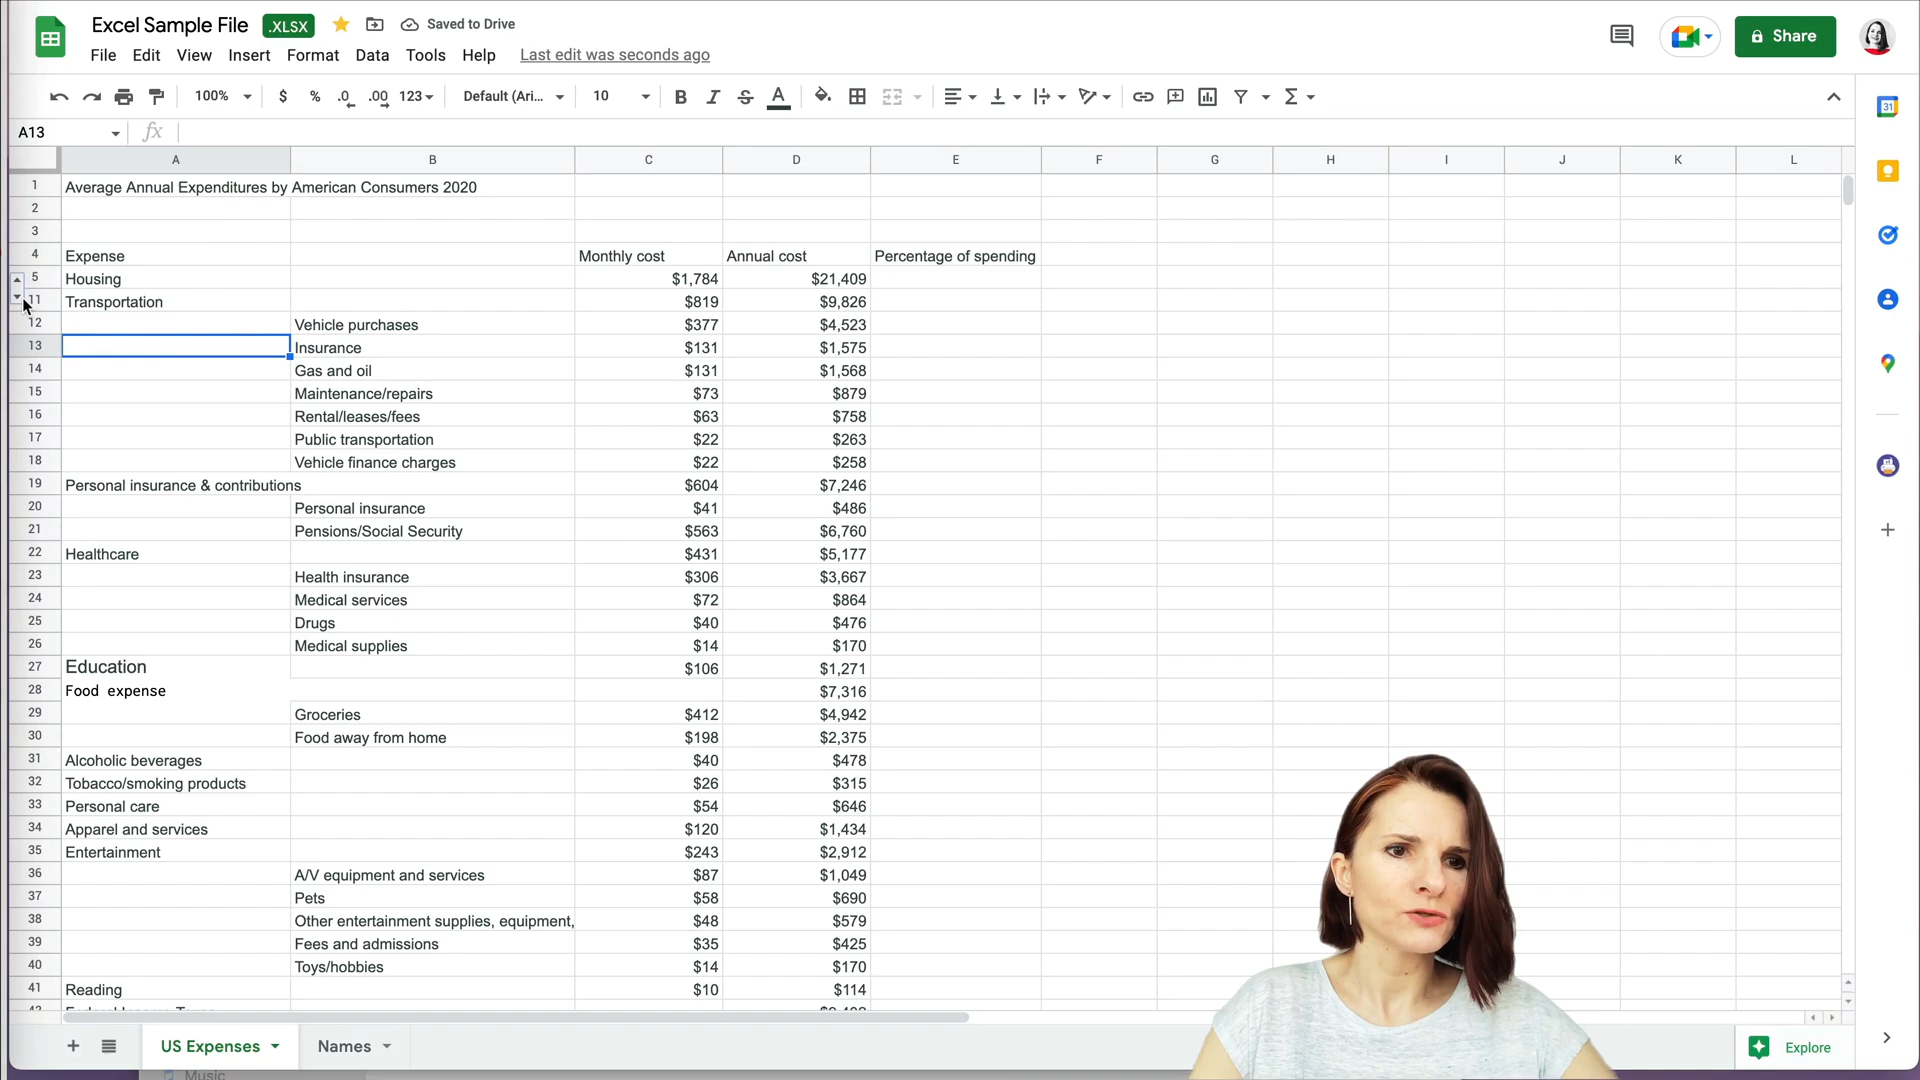 Excel Sample File .XLSX Saved to Drive
File Edit View Insert Format Data Tools Help Last edit was seconds ago
Share
100% $ % .0 .00 123 Default (Ari... 10 B I S A Σ
A13 fx
A B C D E F G H I J K L
1 Average Annual Expenditures by American Consumers 2020
2
3
4 Expense Monthly cost Annual cost Percentage of spending
5 Housing $1,784 $21,409
11 Transportation $819 $9,826
12 Vehicle purchases $377 $4,523
13 Insurance $131 $1,575
14 Gas and oil $131 $1,568
15 Maintenance/repairs $73 $879
16 Rental/leases/fees $63 $758
17 Public transportation $22 $263
18 Vehicle finance charges $22 $258
19 Personal insurance & contributions $604 $7,246
20 Personal insurance $41 $486
21 Pensions/Social Security $563 $6,760
22 Healthcare $431 $5,177
23 Health insurance $306 $3,667
24 Medical services $72 $864
25 Drugs $40 $476
26 Medical supplies $14 $170
27 Education $106 $1,271
28 Food expense $7,316
29 Groceries $412 $4,942
30 Food away from home $198 $2,375
31 Alcoholic beverages $40 $478
32 Tobacco/smoking products $26 $315
33 Personal care $54 $646
34 Apparel and services $120 $1,434
35 Entertainment $243 $2,912
36 A/V equipment and services $87 $1,049
37 Pets $58 $690
38 Other entertainment supplies, equipment, $48 $579
39 Fees and admissions $35 $425
40 Toys/hobbies $14 $170
41 Reading $10 $114
US Expenses Names Explore
Music
31